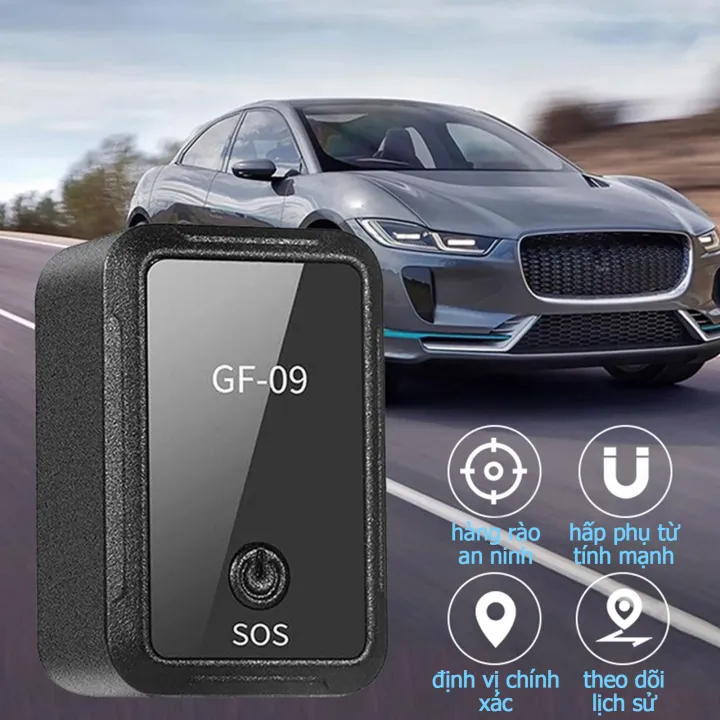 GF-09
SOS
hàng rào
an ninh
hấp phụ từ
tính mạnh
định vị chính
xác
theo dõi
lịch sử